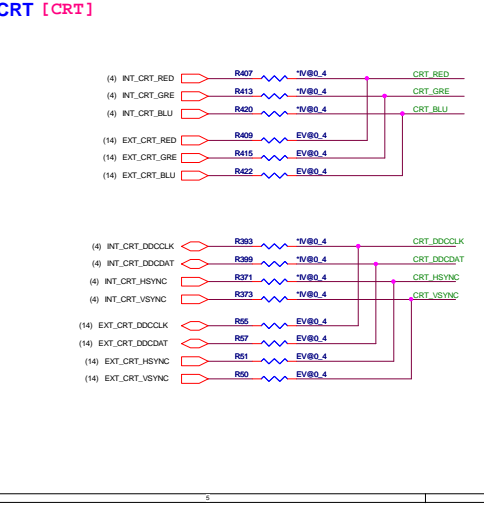 CRT [CRT]
(4) INT_CRT_RED R407 *IV@0_4 CRT_RED
(4) INT_CRT_GRE R413 *IV@0_4 CRT_GRE
(4) INT_CRT_BLU R420 *IV@0_4 CRT_BLU
(14) EXT_CRT_RED R409 EV@0_4
(14) EXT_CRT_GRE R415 EV@0_4
(14) EXT_CRT_BLU R422 EV@0_4
(4) INT_CRT_DDCCLK R393 *IV@0_4 CRT_DDCCLK
(4) INT_CRT_DDCDAT R399 *IV@0_4 CRT_DDCDAT
(4) INT_CRT_HSYNC R371 *IV@0_4 CRT_HSYNC
(4) INT_CRT_VSYNC R373 *IV@0_4 CRT_VSYNC
(14) EXT_CRT_DDCCLK R55 EV@0_4
(14) EXT_CRT_DDCDAT R57 EV@0_4
(14) EXT_CRT_HSYNC R51 EV@0_4
(14) EXT_CRT_VSYNC R50 EV@0_4
5